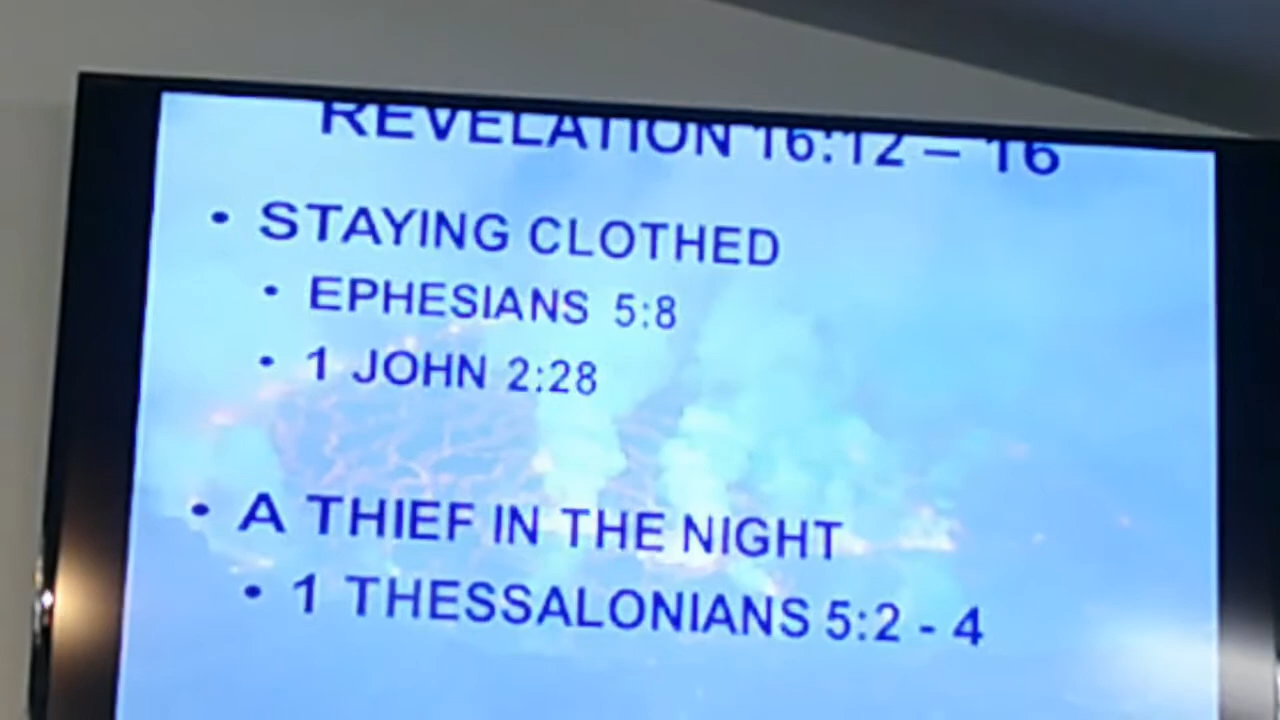 REVELATION 16:12 – 16
• STAYING CLOTHED
• EPHESIANS 5:8
• 1 JOHN 2:28
• A THIEF IN THE NIGHT
• 1 THESSALONIANS 5:2 - 4